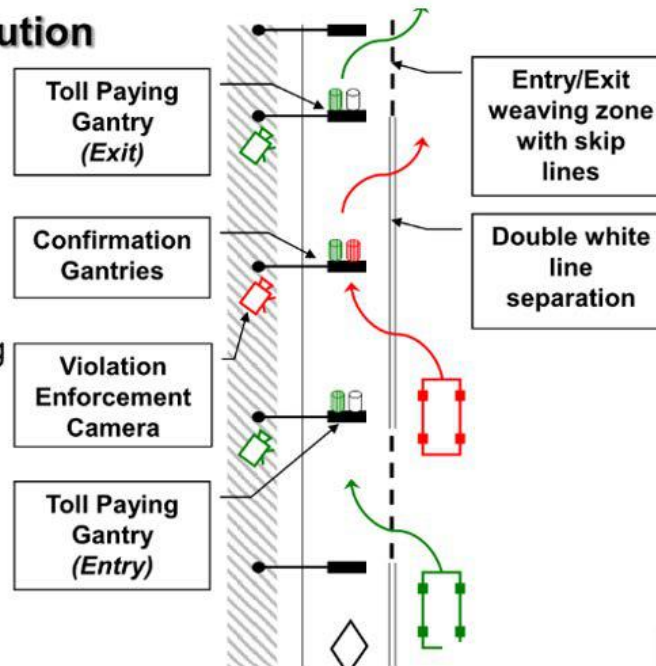 ution
Toll Paying
Gantry
(Exit)
Entry/Exit
weaving zone
with skip
lines
Confirmation
Gantries
Double white
line
separation
g
Violation
Enforcement
Camera
Toll Paying
Gantry
(Entry)